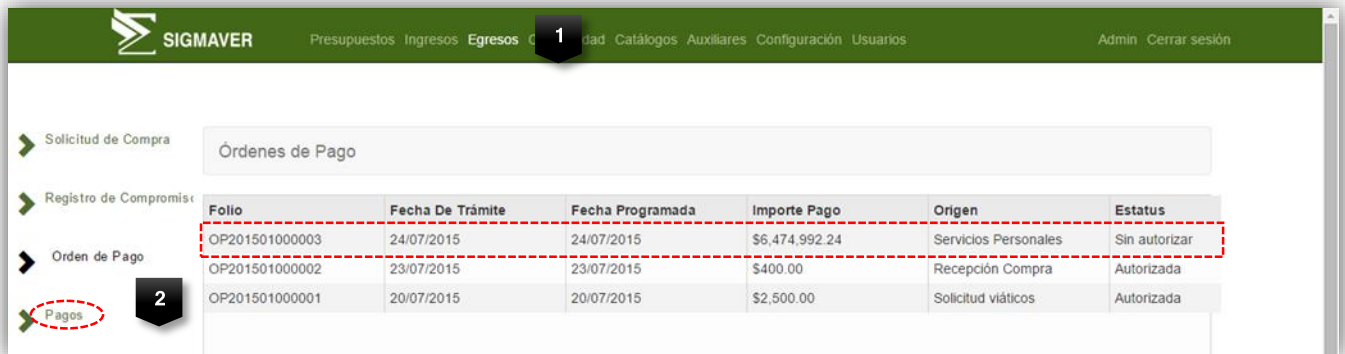 SIGMAVER Presupuestos Ingresos Egresos Catálogos Auxiliares Configuración Usuarios Admin Cerrar sesión
1
Solicitud de Compra
Órdenes de Pago
Registro de Compromiso
Folio Fecha De Trámite Fecha Programada Importe Pago Origen Estatus
OP201501000003 24/07/2015 24/07/2015 $6,474,992.24 Servicios Personales Sin autorizar
Orden de Pago
OP201501000002 23/07/2015 23/07/2015 $400.00 Recepción Compra Autorizada
2
OP201501000001 20/07/2015 20/07/2015 $2,500.00 Solicitud viáticos Autorizada
Pagos